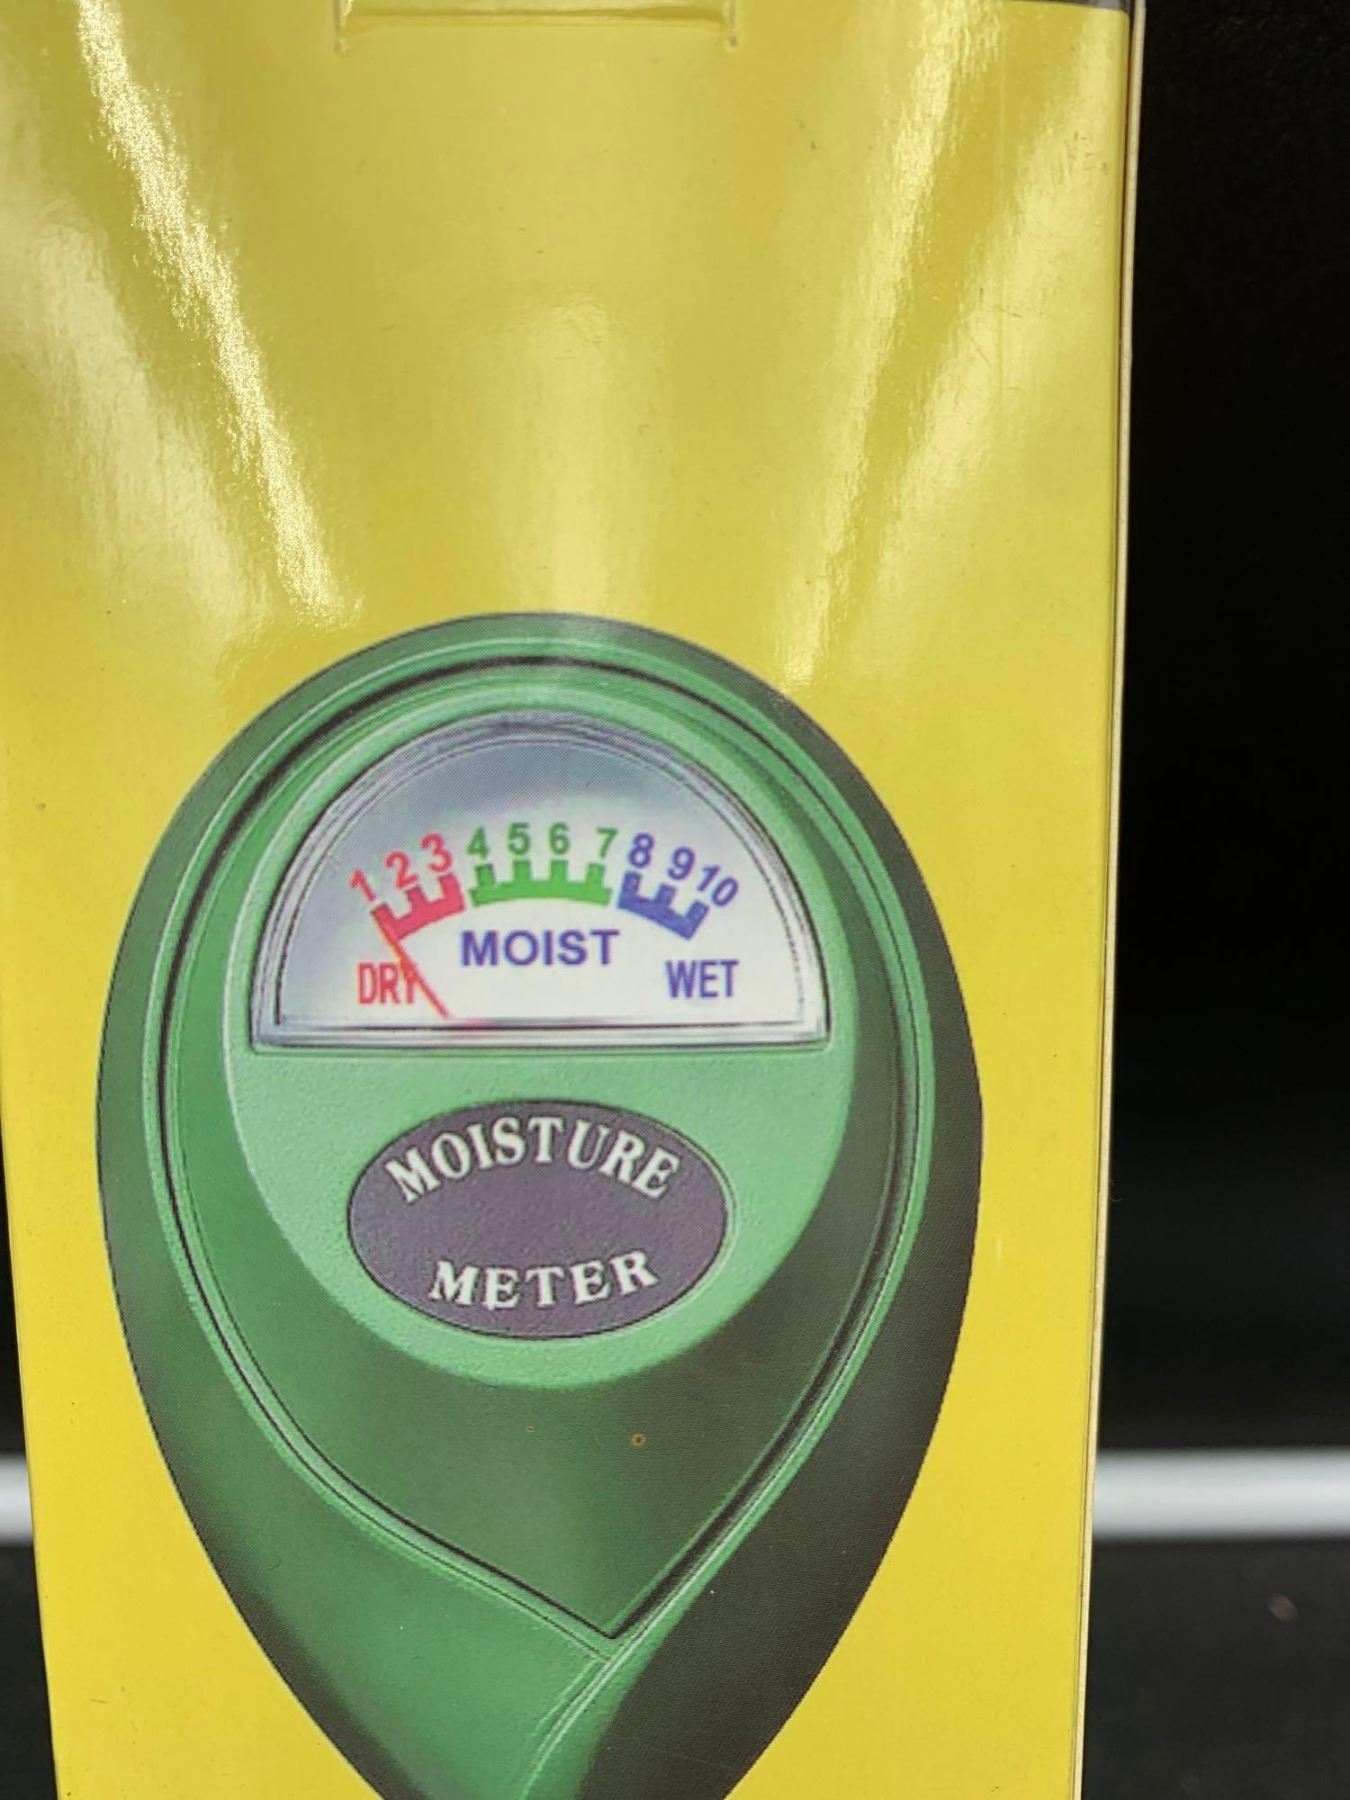 1 2 3 4 5 6 7 8 9 10
DRY MOIST WET
MOISTURE
METER